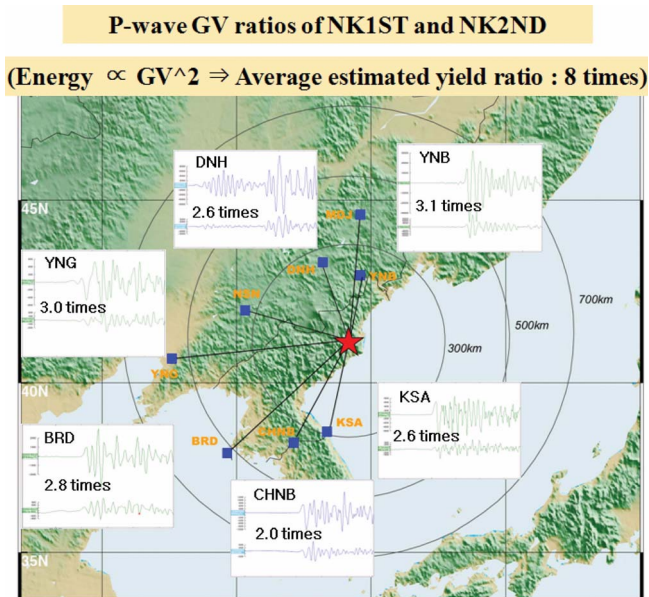 P-wave GV ratios of NK1ST and NK2ND
(Energy ∝ GV^2 ⇒ Average estimated yield ratio : 8 times)
DNH
2.6 times
YNB
3.1 times
45N
YNG
3.0 times
700km
500km
300km
40N
KSA
BRD
KSA
2.6 times
BRD
2.8 times
CHNB
2.0 times
35N